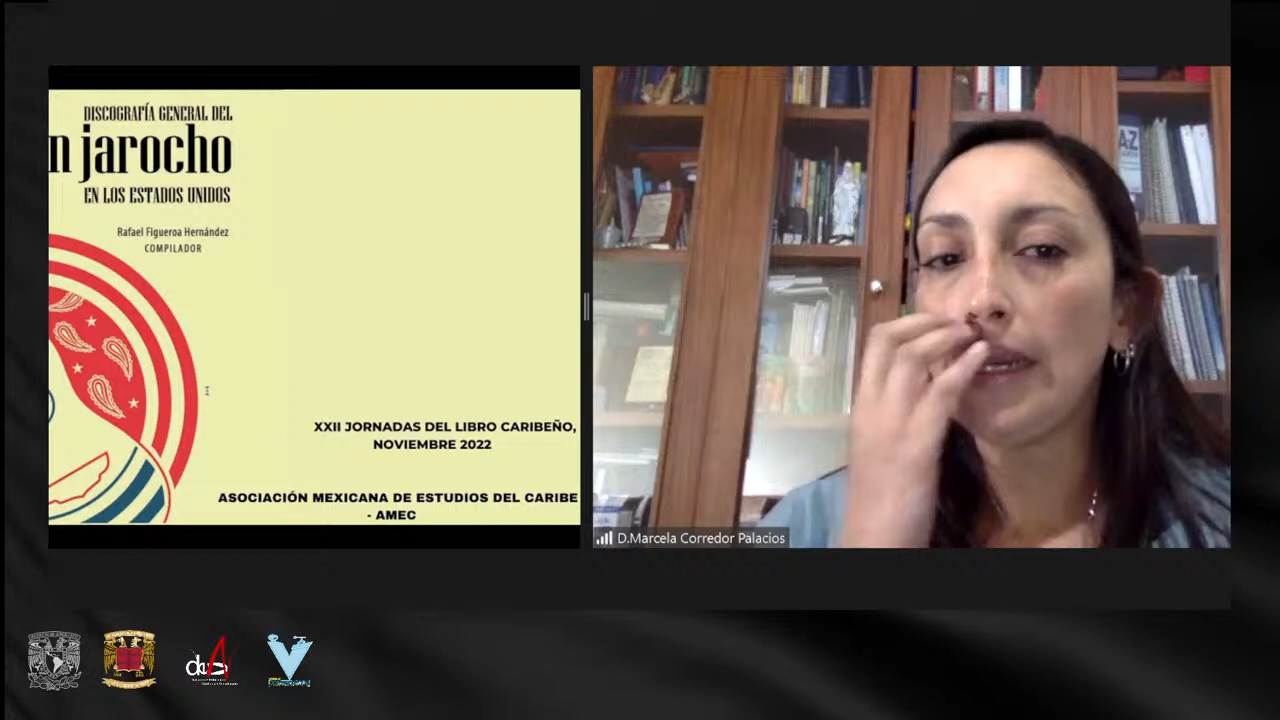 DISCOGRAFÍA GENERAL DEL
n jarocho
EN LOS ESTADOS UNIDOS
Rafael Figueroa Hernández
COMPILADOR
XXII JORNADAS DEL LIBRO CARIBEÑO,
NOVIEMBRE 2022
ASOCIACIÓN MEXICANA DE ESTUDIOS DEL CARIBE
- AMEC
A-Z
D.Marcela Corredor Palacios